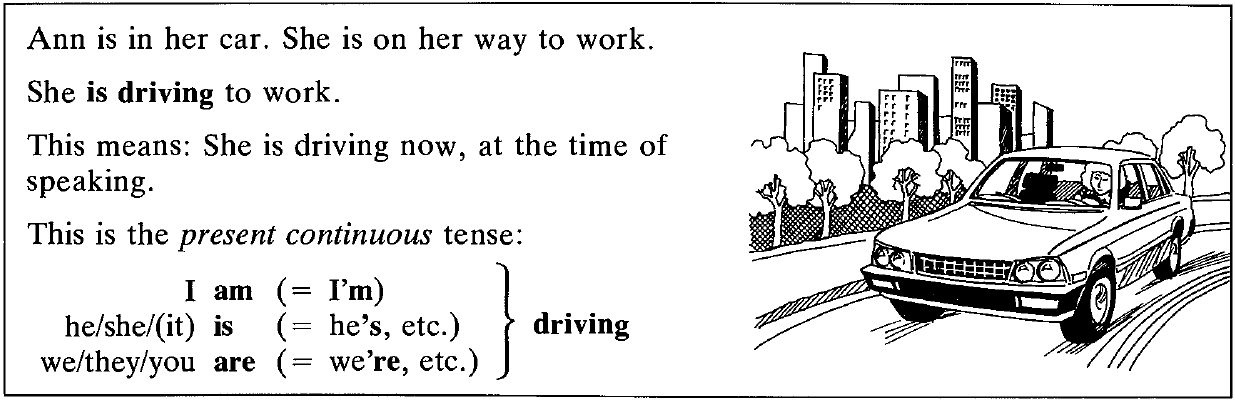 Ann is in her car. She is on her way to work.
She is driving to work.
This means: She is driving now, at the time of
speaking.
This is the present continuous tense:
I am (= I'm)
he/she/(it) is (= he's, etc.) driving
we/they/you are (= we're, etc.)